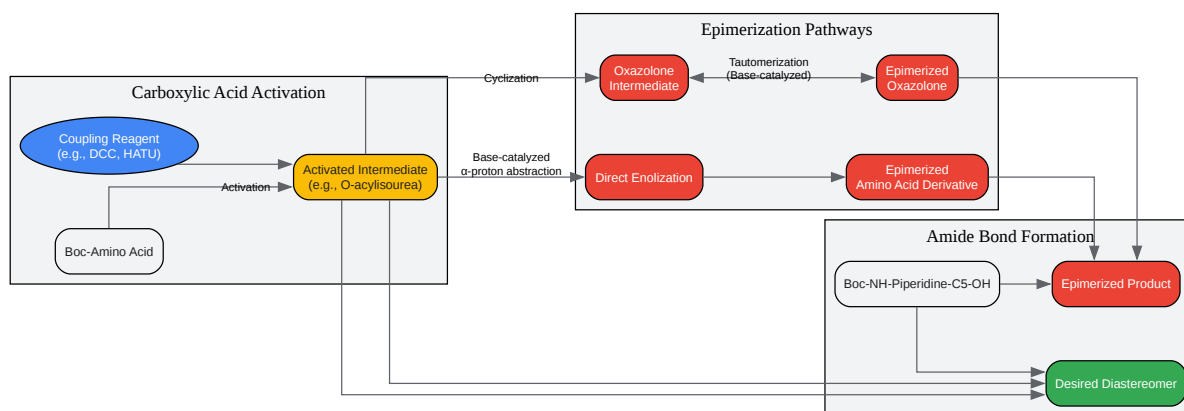 Epimerization Pathways
Oxazolone
Intermediate
Tautomerization
(Base-catalyzed)
Epimerized
Oxazolone
Cyclization
Carboxylic Acid Activation
Coupling Reagent
(e.g., DCC, HATU)
Activated Intermediate
(e.g., O-acylisourea)
Base-catalyzed
α-proton abstraction
Direct Enolization
Epimerized
Amino Acid Derivative
Activation
Boc-Amino Acid
Amide Bond Formation
Boc-NH-Piperidine-C5-OH
Epimerized Product
Desired Diastereomer